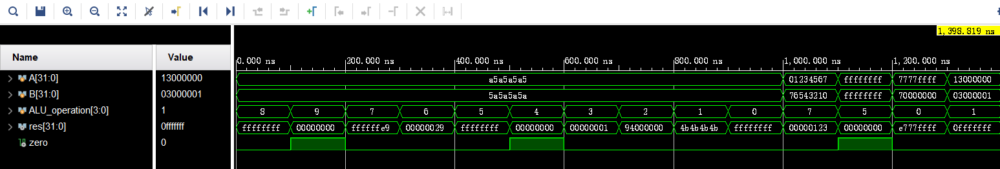 1,398.819 ns
Name Value 0.000 ns 200.000 ns 400.000 ns 600.000 ns 800.000 ns 1,000.000 ns 1,200.000 ns
A[31:0] 13000000 a5a5a5a5 01234567 ffffffff 7777ffff 13000000
B[31:0] 03000001 5a5a5a5a 76543210 ffffffff 70000000 03000001
ALU_operation[3:0] 1 8 9 7 6 5 4 3 2 1 0 7 5 0 1
res[31:0] 0fffffff ffffffff 00000000 ffffffe9 00000029 ffffffff 00000000 00000001 94000000 4b4b4b4b ffffffff 00000123 00000000 e777ffff 0fffffff
zero 0